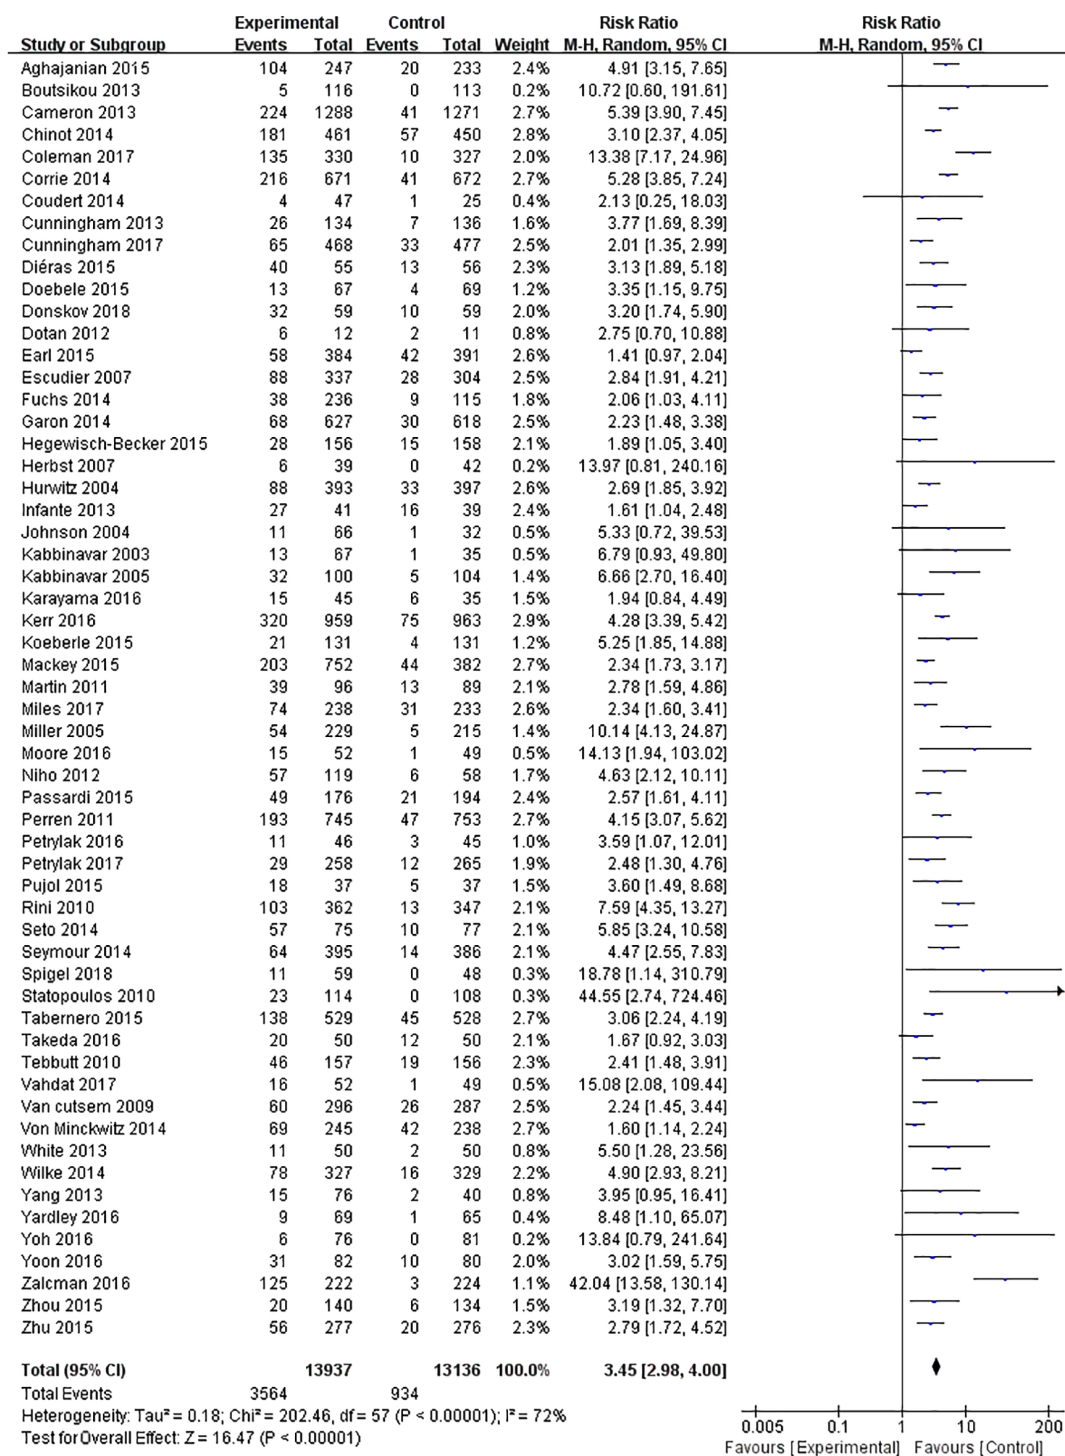 Experimental Control Risk Ratio Risk Ratio
Study or Subgroup Events Total Events Total Weight M-H, Random, 95% CI M-H, Random, 95% CI
Aghajanian 2015 104 247 20 233 2.4% 4.91 [3.15, 7.65]
Boutsikou 2013 5 116 0 113 0.2% 10.72 [0.60, 191.61]
Cameron 2013 224 1288 41 1271 2.7% 5.39 [3.90, 7.45]
Chinot 2014 181 461 57 450 2.8% 3.10 [2.37, 4.05]
Coleman 2017 135 330 10 327 2.0% 13.38 [7.17, 24.96]
Corrie 2014 216 671 41 672 2.7% 5.28 [3.85, 7.24]
Coudert 2014 4 47 1 25 0.4% 2.13 [0.25, 18.03]
Cunningham 2013 26 134 7 136 1.6% 3.77 [1.69, 8.39]
Cunningham 2017 65 468 33 477 2.5% 2.01 [1.35, 2.99]
Diéras 2015 40 55 13 56 2.3% 3.13 [1.89, 5.18]
Doebele 2015 13 67 4 69 1.2% 3.35 [1.15, 9.75]
Donskov 2018 32 59 10 59 2.0% 3.20 [1.74, 5.90]
Dotan 2012 6 12 2 11 0.8% 2.75 [0.70, 10.88]
Earl 2015 58 384 42 391 2.6% 1.41 [0.97, 2.04]
Escudier 2007 88 337 28 304 2.5% 2.84 [1.91, 4.21]
Fuchs 2014 38 236 9 115 1.8% 2.06 [1.03, 4.11]
Garon 2014 68 627 30 618 2.5% 2.23 [1.48, 3.38]
Hegewisch-Becker 2015 28 156 15 158 2.1% 1.89 [1.05, 3.40]
Herbst 2007 6 39 0 42 0.2% 13.97 [0.81, 240.16]
Hurwitz 2004 88 393 33 397 2.6% 2.69 [1.85, 3.92]
Infante 2013 27 41 16 39 2.4% 1.61 [1.04, 2.48]
Johnson 2004 11 66 1 32 0.5% 5.33 [0.72, 39.53]
Kabbinavar 2003 13 67 1 35 0.5% 6.79 [0.93, 49.80]
Kabbinavar 2005 32 100 5 104 1.4% 6.66 [2.70, 16.40]
Karayama 2016 15 45 6 35 1.5% 1.94 [0.84, 4.49]
Kerr 2016 320 959 75 963 2.9% 4.28 [3.39, 5.42]
Koeberle 2015 21 131 4 131 1.2% 5.25 [1.85, 14.88]
Mackey 2015 203 752 44 382 2.7% 2.34 [1.73, 3.17]
Martin 2011 39 96 13 89 2.1% 2.78 [1.59, 4.86]
Miles 2017 74 238 31 233 2.6% 2.34 [1.60, 3.41]
Miller 2005 54 229 5 215 1.4% 10.14 [4.13, 24.87]
Moore 2016 15 52 1 49 0.5% 14.13 [1.94, 103.02]
Niho 2012 57 119 6 58 1.7% 4.63 [2.12, 10.11]
Passardi 2015 49 176 21 194 2.4% 2.57 [1.61, 4.11]
Perren 2011 193 745 47 753 2.7% 4.15 [3.07, 5.62]
Petrylak 2016 11 46 3 45 1.0% 3.59 [1.07, 12.01]
Petrylak 2017 29 258 12 265 1.9% 2.48 [1.30, 4.76]
Pujol 2015 18 37 5 37 1.5% 3.60 [1.49, 8.68]
Rini 2010 103 362 13 347 2.1% 7.59 [4.35, 13.27]
Seto 2014 57 75 10 77 2.1% 5.85 [3.24, 10.58]
Seymour 2014 64 395 14 386 2.1% 4.47 [2.55, 7.83]
Spigel 2018 11 59 0 48 0.3% 18.78 [1.14, 310.79]
Statopoulos 2010 23 114 0 108 0.3% 44.55 [2.74, 724.46]
Tabernero 2015 138 529 45 528 2.7% 3.06 [2.24, 4.19]
Takeda 2016 20 50 12 50 2.1% 1.67 [0.92, 3.03]
Tebbutt 2010 46 157 19 156 2.3% 2.41 [1.48, 3.91]
Vahdat 2017 16 52 1 49 0.5% 15.08 [2.08, 109.44]
Van cutsem 2009 60 296 26 287 2.5% 2.24 [1.45, 3.44]
Von Minckwitz 2014 69 245 42 238 2.7% 1.60 [1.14, 2.24]
White 2013 11 50 2 50 0.8% 5.50 [1.28, 23.56]
Wilke 2014 78 327 16 329 2.2% 4.90 [2.93, 8.21]
Yang 2013 15 76 2 40 0.8% 3.95 [0.95, 16.41]
Yardley 2016 9 69 1 65 0.4% 8.48 [1.10, 65.07]
Yoh 2016 6 76 0 81 0.2% 13.84 [0.79, 241.64]
Yoon 2016 31 82 10 80 2.0% 3.02 [1.59, 5.75]
Zalcman 2016 125 222 3 224 1.1% 42.04 [13.58, 130.14]
Zhou 2015 20 140 6 134 1.5% 3.19 [1.32, 7.70]
Zhu 2015 56 277 20 276 2.3% 2.79 [1.72, 4.52]
Total (95% CI) 13937 13136 100.0% 3.45 [2.98, 4.00]
Total Events 3564 934
Heterogeneity: Tau² = 0.18; Chi² = 202.46, df = 57 (P < 0.00001); I² = 72%
Test for Overall Effect: Z = 16.47 (P < 0.00001)
0.005 0.1 1 10 200
Favours [Experimental] Favours [Control]